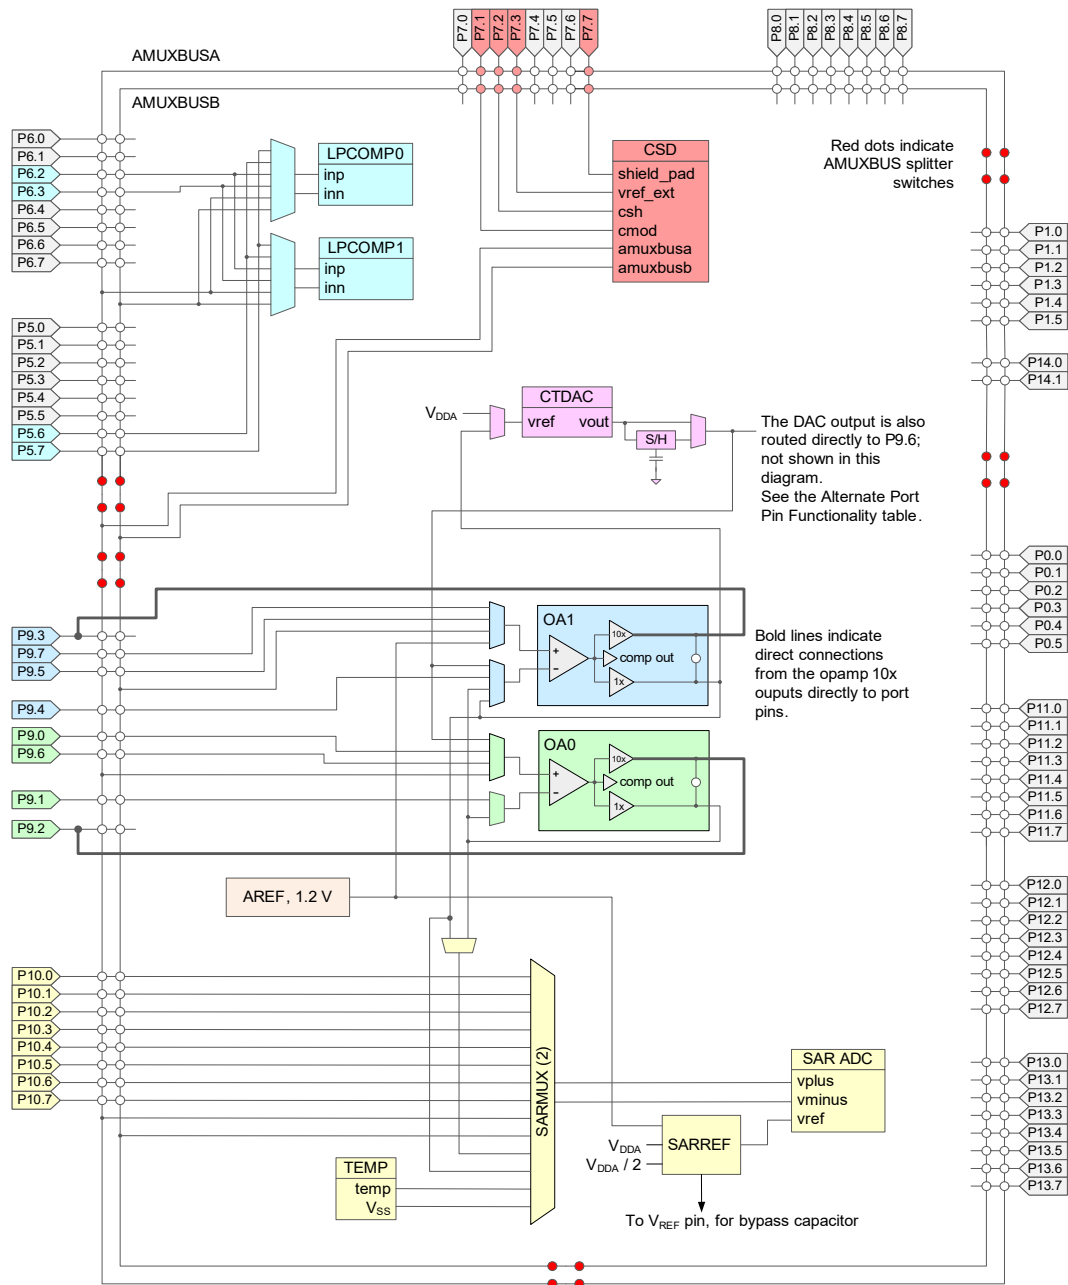 AMUXBUSA
AMUXBUSB
P7.0
P7.1
P7.2
P7.3
P7.4
P7.5
P7.6
P7.7
P8.0
P8.1
P8.2
P8.3
P8.4
P8.5
P8.6
P8.7
P6.0
P6.1
P6.2
P6.3
P6.4
P6.5
P6.6
P6.7
LPCOMP0
inp
inn
LPCOMP1
inp
inn
CSD
shield_pad
vref_ext
csh
cmod
amuxbusa
amuxbusb
Red dots indicate
AMUXBUS splitter
switches
P1.0
P1.1
P1.2
P1.3
P1.4
P1.5
P14.0
P14.1
P5.0
P5.1
P5.2
P5.3
P5.4
P5.5
P5.6
P5.7
VDDA
CTDAC
vref vout
S/H
The DAC output is also
routed directly to P9.6;
not shown in this
diagram.
See the Alternate Port
Pin Functionality table.
P0.0
P0.1
P0.2
P0.3
P0.4
P0.5
P9.3
P9.7
P9.5
P9.4
OA1
+
−
10x
comp out
1x
Bold lines indicate
direct connections
from the opamp 10x
ouputs directly to port
pins.
P9.0
P9.6
P9.1
P9.2
OA0
+
−
10x
comp out
1x
P11.0
P11.1
P11.2
P11.3
P11.4
P11.5
P11.6
P11.7
AREF, 1.2 V
P12.0
P12.1
P12.2
P12.3
P12.4
P12.5
P12.6
P12.7
P10.0
P10.1
P10.2
P10.3
P10.4
P10.5
P10.6
P10.7
SARMUX (2)
SAR ADC
vplus
vminus
vref
VDDA
VDDA / 2
SARREF
TEMP
temp
VSS
To VREF pin, for bypass capacitor
P13.0
P13.1
P13.2
P13.3
P13.4
P13.5
P13.6
P13.7